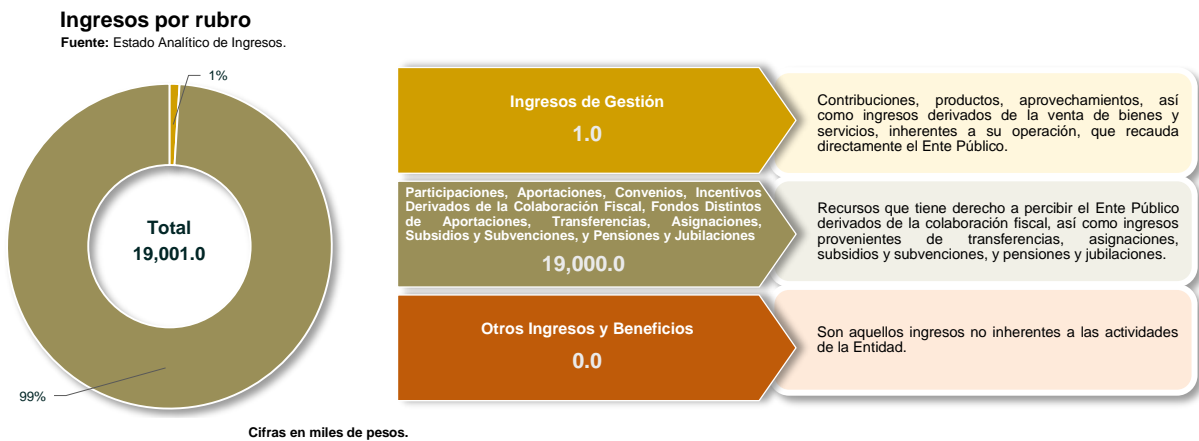 Ingresos por rubro
Fuente: Estado Analítico de Ingresos.
1%
Total
19,001.0
99%
Ingresos de Gestión
1.0
Contribuciones, productos, aprovechamientos, así
como ingresos derivados de la venta de bienes y
servicios, inherentes a su operación, que recauda
directamente el Ente Público.
Participaciones, Aportaciones, Convenios, Incentivos
Derivados de la Colaboración Fiscal, Fondos Distintos
de Aportaciones, Transferencias, Asignaciones,
Subsidios y Subvenciones, y Pensiones y Jubilaciones
19,000.0
Recursos que tiene derecho a percibir el Ente Público
derivados de la colaboración fiscal, así como ingresos
provenientes de transferencias, asignaciones,
subsidios y subvenciones, y pensiones y jubilaciones.
Otros Ingresos y Beneficios
0.0
Son aquellos ingresos no inherentes a las actividades
de la Entidad.
Cifras en miles de pesos.